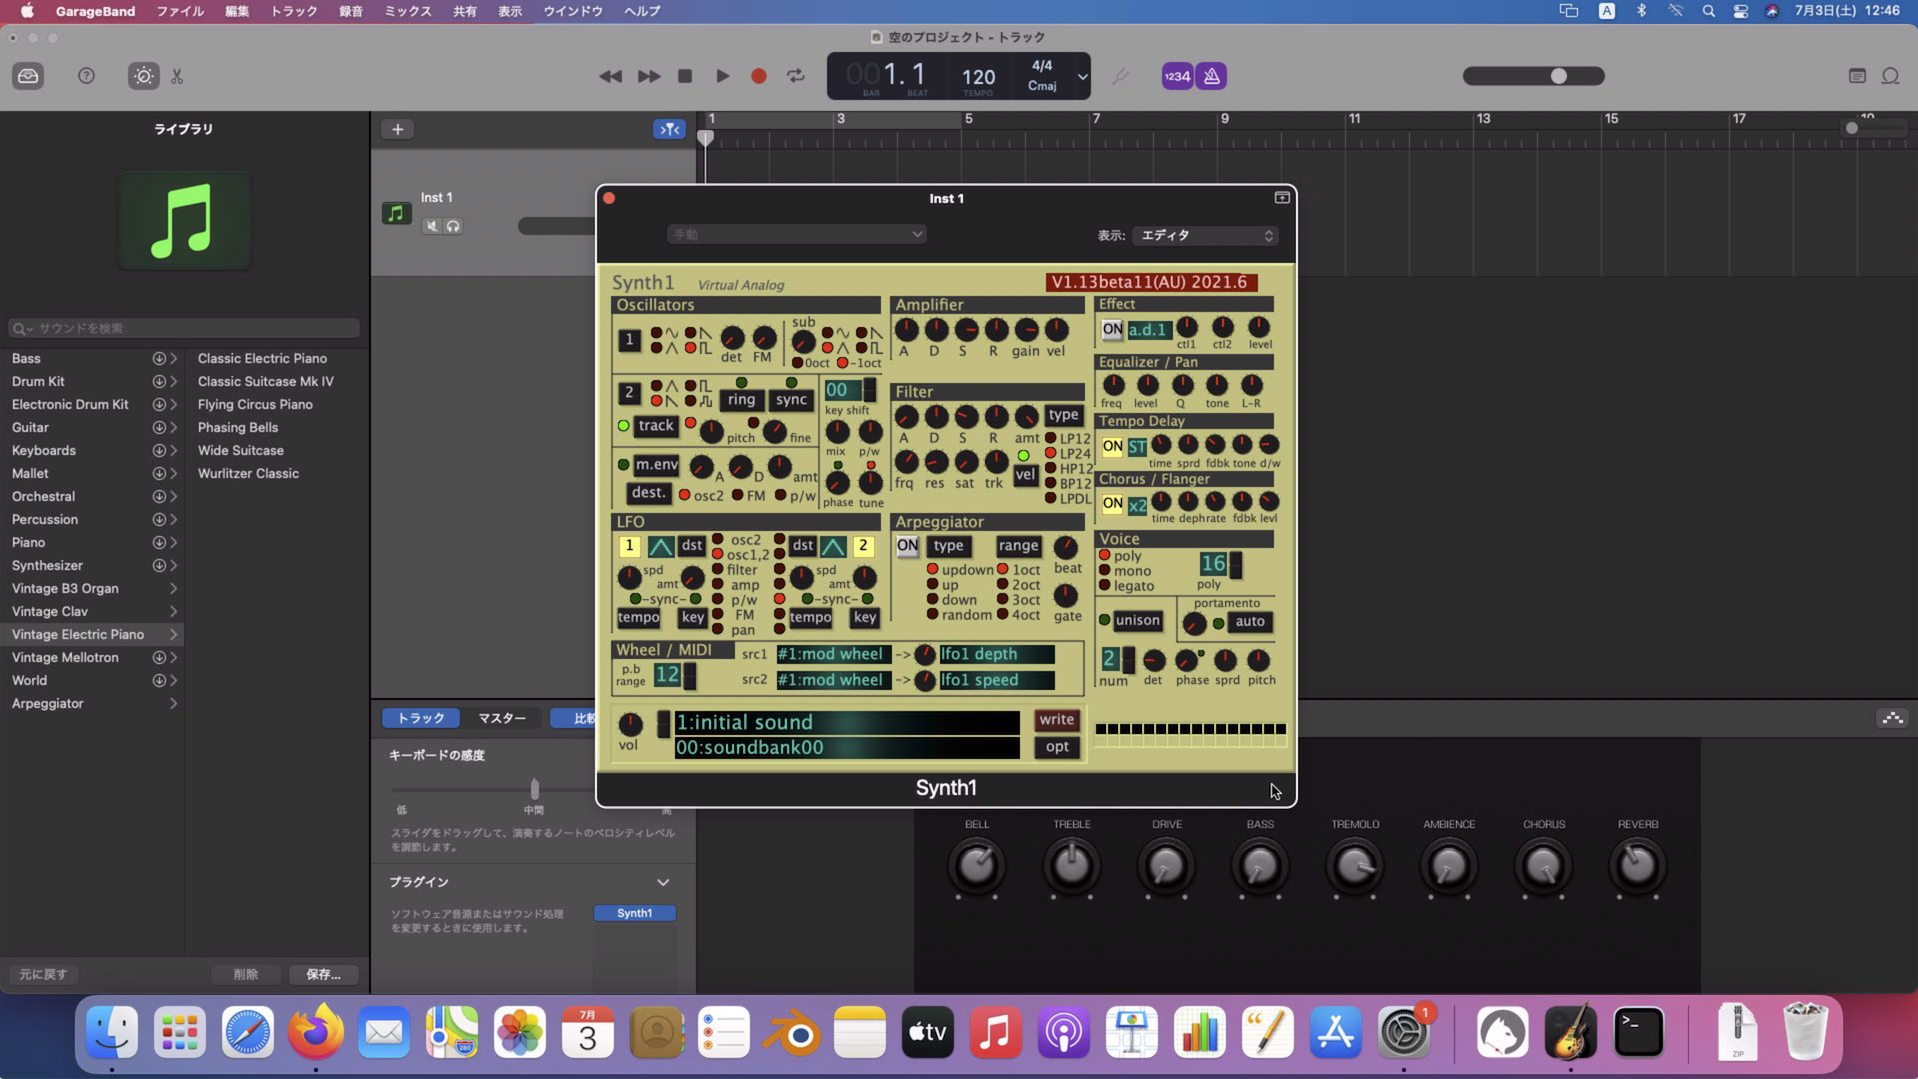 GarageBand ファイル 編集 トラック 録音 ミックス 共有 表示 ウインドウ ヘルプ
A 7月3日(土) 12:46
空のプロジェクト - トラック
001. 1
BAR BEAT
120
TEMPO
4/4
Cmaj
1234
ライブラリ
1 3 5 7 9 11 13 15 17
Inst 1
サウンドを検索
Bass
Drum Kit
Electronic Drum Kit
Guitar
Keyboards
Mallet
Orchestral
Percussion
Piano
Synthesizer
Vintage B3 Organ
Vintage Clav
Vintage Electric Piano
Vintage Mellotron
World
Arpeggiator
Classic Electric Piano
Classic Suitcase Mk IV
Flying Circus Piano
Phasing Bells
Wide Suitcase
Wurlitzer Classic
元に戻す 削除 保存...
Inst 1
手動
表示: エディタ
Synth1 Virtual Analog
V1.13beta11(AU) 2021.6
Oscillators
1
det FM
sub
0oct -1oct
2
ring sync
00
key shift
track
pitch fine
mix p/w
m.env
A D amt
dest. osc2 FM p/w
phase tune
Amplifier
A D S R gain vel
Filter
A D S R amt
type
LP12
LP24
HP12
BP12
LPDL
frq res sat trk
vel
Effect
ON a.d.1
ctl1 ctl2 level
Equalizer / Pan
freq level Q tone L-R
Tempo Delay
ON ST
time sprd fdbk tone d/w
Chorus / Flanger
ON x2
time deph rate fdbk levl
LFO
1 dst
osc2
osc1,2
filter
amp
p/w
FM
pan
dst 2
spd amt
spd amt
-sync-
-sync-
tempo key
tempo key
Arpeggiator
ON type range
updown
up
down
random
1oct
2oct
3oct
4oct
beat
gate
Voice
poly
mono
legato
16
poly
portamento
unison auto
2
num det phase sprd pitch
Wheel / MIDI
p.b
range
12
src1 #1:mod wheel -> lfo1 depth
src2 #1:mod wheel -> lfo1 speed
vol
1:initial sound
00:soundbank00
write
opt
Synth1
トラック マスター 比較
キーボードの感度
低 中間 高
スライダをドラッグして、演奏するノートのベロシティレベル
を調節します。
プラグイン
ソフトウェア音源またはサウンド処理
を変更するときに使用します。
Synth1
BELL TREBLE DRIVE BASS TREMOLO AMBIENCE CHORUS REVERB
7月
3
280
tv
1
>_
ZIP